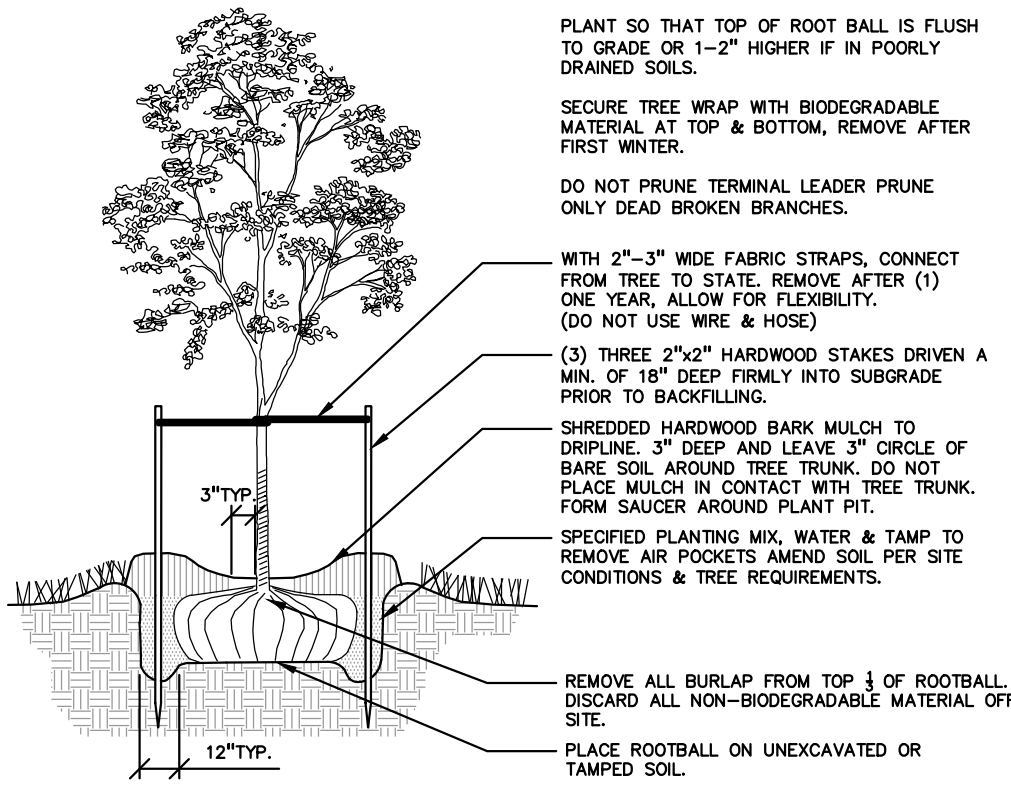 PLANT SO THAT TOP OF ROOT BALL IS FLUSH
TO GRADE OR 1-2" HIGHER IF IN POORLY
DRAINED SOILS.
SECURE TREE WRAP WITH BIODEGRADABLE
MATERIAL AT TOP & BOTTOM, REMOVE AFTER
FIRST WINTER.
DO NOT PRUNE TERMINAL LEADER PRUNE
ONLY DEAD BROKEN BRANCHES.
WITH 2"-3" WIDE FABRIC STRAPS, CONNECT
FROM TREE TO STATE. REMOVE AFTER (1)
ONE YEAR, ALLOW FOR FLEXIBILITY.
(DO NOT USE WIRE & HOSE)
(3) THREE 2"x2" HARDWOOD STAKES DRIVEN A
MIN. OF 18" DEEP FIRMLY INTO SUBGRADE
PRIOR TO BACKFILLING.
SHREDDED HARDWOOD BARK MULCH TO
DRIPLINE. 3" DEEP AND LEAVE 3" CIRCLE OF
BARE SOIL AROUND TREE TRUNK. DO NOT
PLACE MULCH IN CONTACT WITH TREE TRUNK.
FORM SAUCER AROUND PLANT PIT.
3"TYP.
SPECIFIED PLANTING MIX, WATER & TAMP TO
REMOVE AIR POCKETS AMEND SOIL PER SITE
CONDITIONS & TREE REQUIREMENTS.
REMOVE ALL BURLAP FROM TOP 1/3 OF ROOTBALL.
DISCARD ALL NON-BIODEGRADABLE MATERIAL OFF
SITE.
12"TYP.
PLACE ROOTBALL ON UNEXCAVATED OR
TAMPED SOIL.